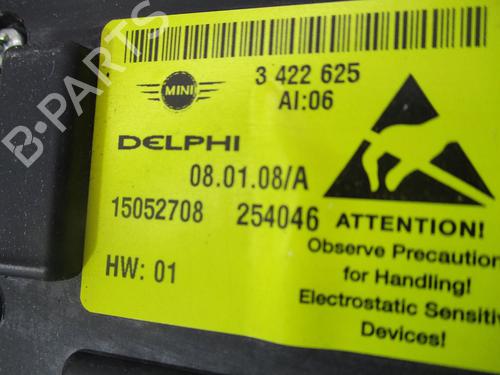 MINI
3 422 625
AI:06
DELPHI
08.01.08/A
15052708 254046
HW: 01
ATTENTION!
Observe Precaution
for Handling!
Electrostatic Sensitiv
Devices!
B-PARTS